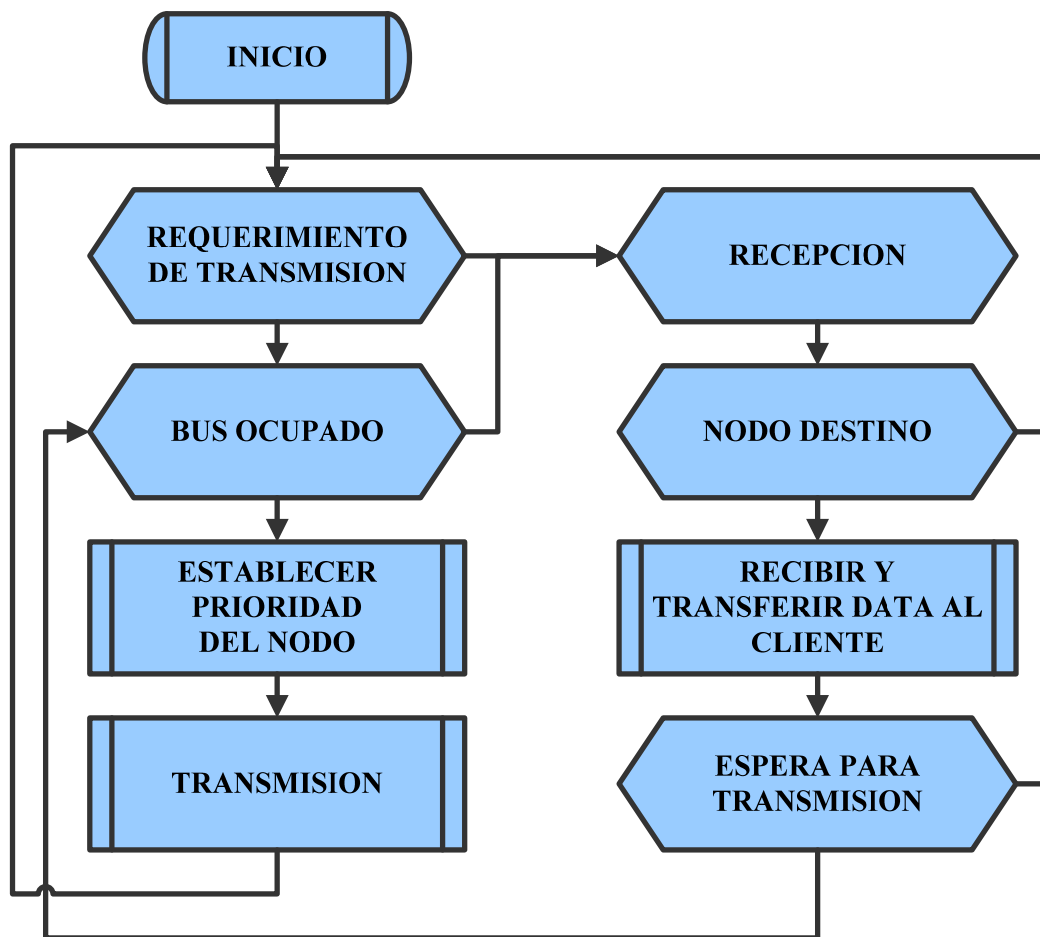 INICIO
REQUERIMIENTO
DE TRANSMISION
RECEPCION
BUS OCUPADO
NODO DESTINO
ESTABLECER
PRIORIDAD
DEL NODO
RECIBIR Y
TRANSFERIR DATA AL
CLIENTE
TRANSMISION
ESPERA PARA
TRANSMISION